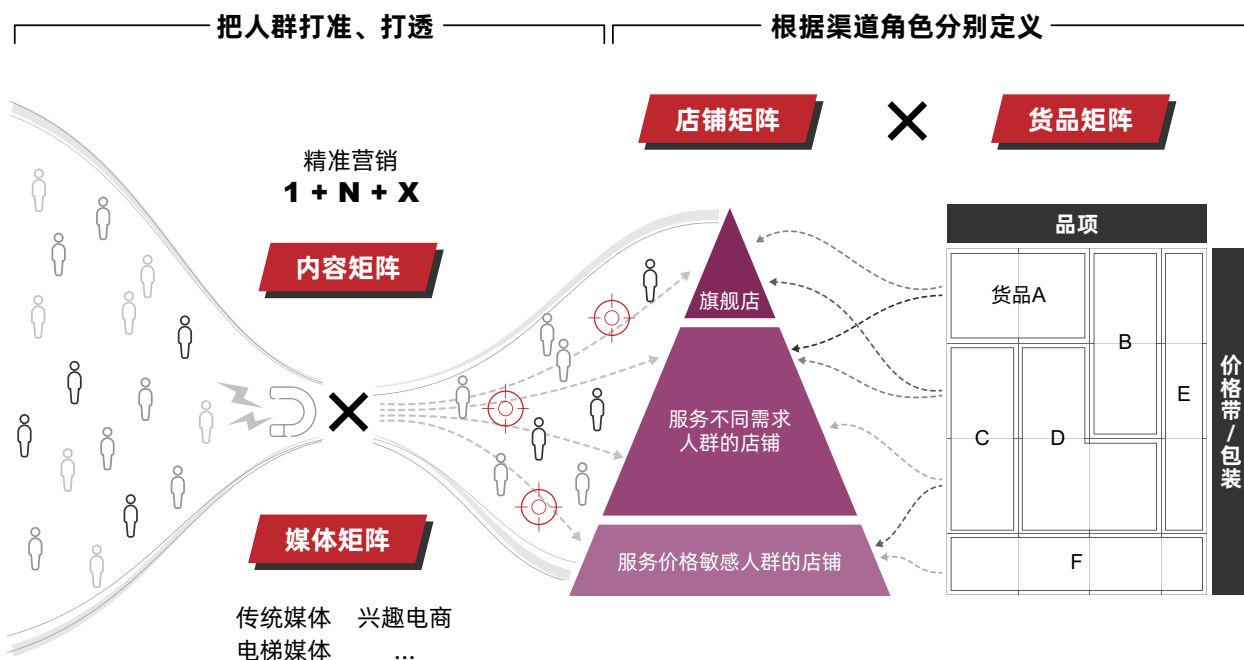 把人群打准、打透
根据渠道角色分别定义
店铺矩阵
货品矩阵
精准营销
1 + N + X
内容矩阵
媒体矩阵
传统媒体 兴趣电商
电梯媒体 ...
旗舰店
服务不同需求
人群的店铺
服务价格敏感人群的店铺
品项
货品A
B
E
C
D
F
价格带/包装